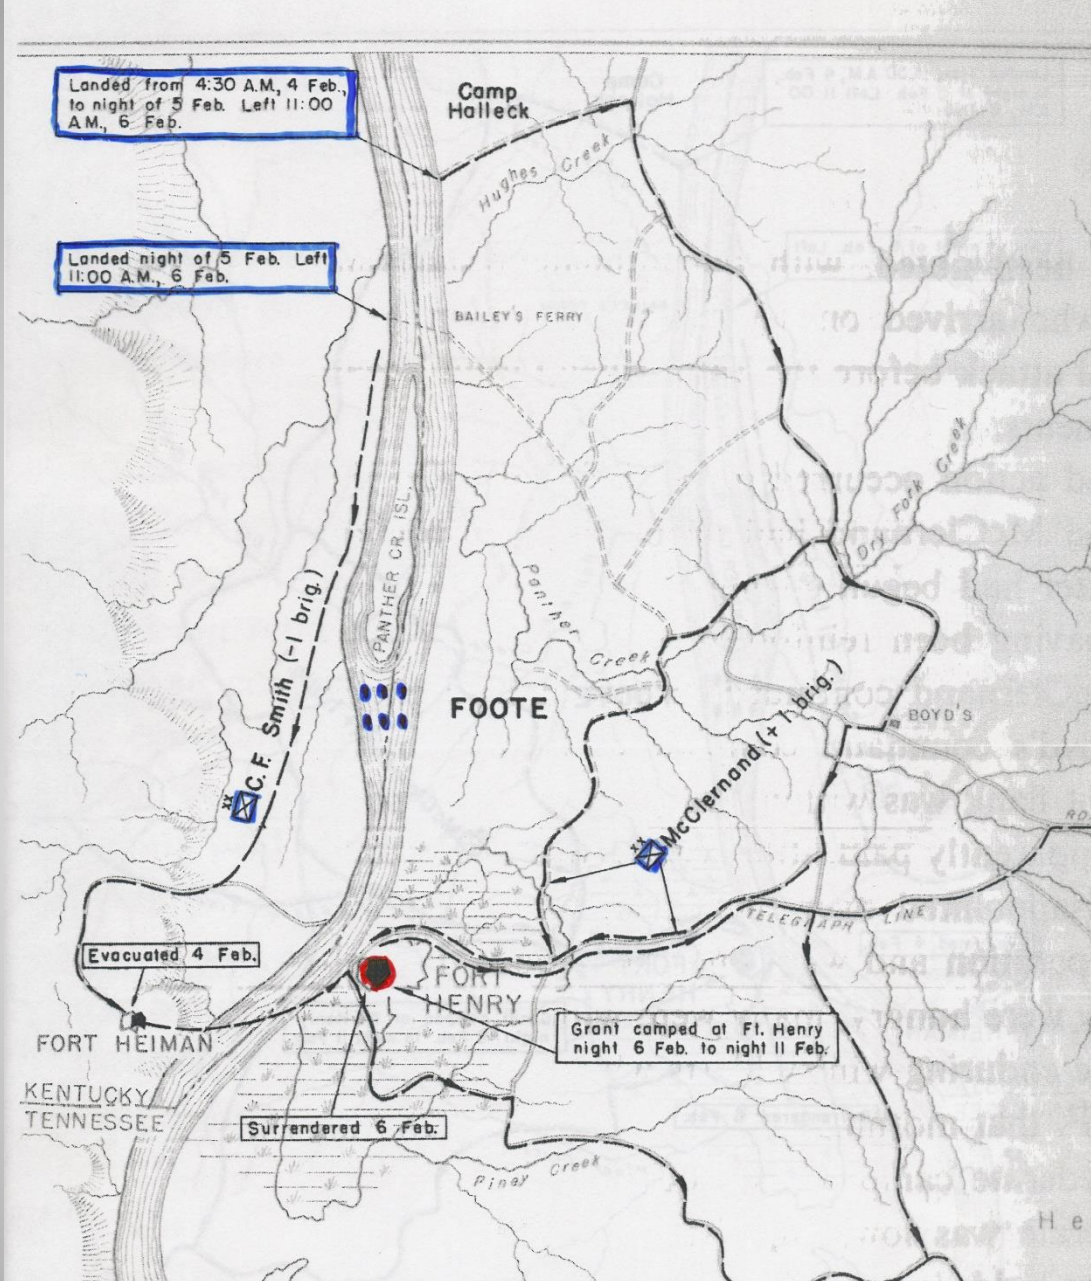 Landed from 4:30 A.M., 4 Feb.,
to night of 5 Feb. Left 11:00
A.M., 6 Feb.
Camp
Halleck
Hughes Creek
Landed night of 5 Feb. Left
11:00 A.M., 6 Feb.
BAILEY'S FERRY
Dry Fork Creek
PANTHER CR. ISL.
Panther
Creek
C.F. Smith (-1 brig.)
XX
FOOTE
BOYD'S
McClernand (+ 1 brig.)
XX
RD.
TELEGRAPH LINE
Evacuated 4 Feb.
FORT
HENRY
FORT HEIMAN
Grant camped at Ft. Henry
night 6 Feb. to night 11 Feb.
KENTUCKY
TENNESSEE
Surrendered 6 Feb.
Piney Creek
He